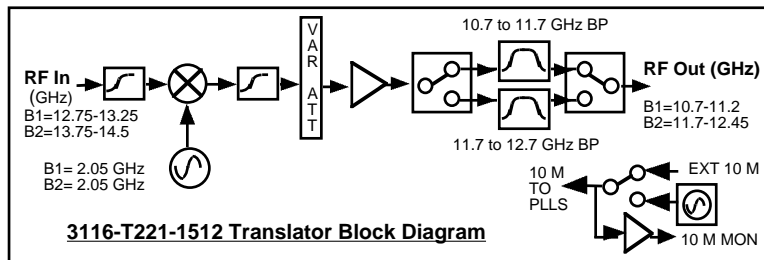 10.7 to 11.7 GHz BP
VAR ATT
RF In
(GHz)
B1=12.75-13.25
B2=13.75-14.5
RF Out (GHz)
B1=10.7-11.2
B2=11.7-12.45
11.7 to 12.7 GHz BP
B1= 2.05 GHz
B2= 2.05 GHz
10 M
TO
PLLS
EXT 10 M
10 M MON
3116-T221-1512 Translator Block Diagram